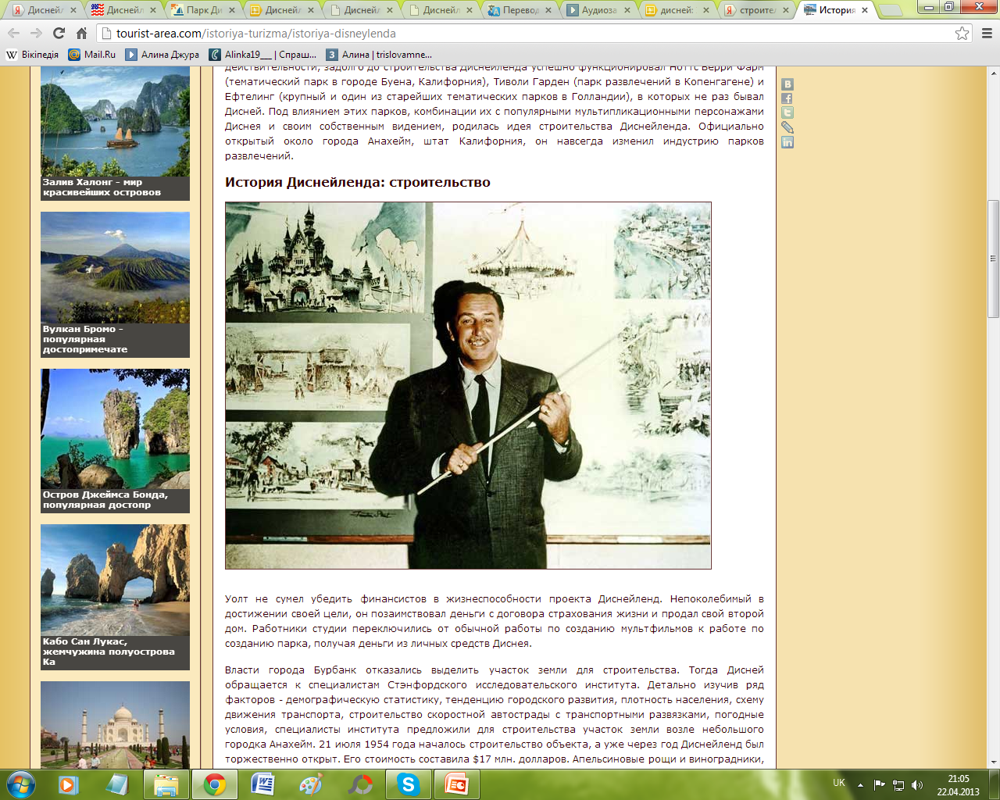 Диснейл
Диснейл
Парк Ди
Диснейл
Диснейл
Диснейл
Перевод
Аудиоза
дисней:
строител
История
tourist-area.com/istoriya-turizma/istoriya-disneylenda
Вікіпедія
Mail.Ru
Алина Джура
Alinka19___ | Спраш...
Алина | trislovamne...
Залив Халонг - мир
красивейших островов
Вулкан Бромо -
популярная
достопримечате
Остров Джеймса Бонда,
популярная достопр
Кабо Сан Лукас,
жемчужина полуострова
Ка
действительности, задолго до строительства Диснейленда успешно функционировал Ноттс Берри Фарм
(тематический парк в городе Буена, Калифорния), Тиволи Гарден (парк развлечений в Копенгагене) и
Ефтелинг (крупный и один из старейших тематических парков в Голландии), в которых не раз бывал
Дисней. Под влиянием этих парков, комбинации их с популярными мультипликационными персонажами
Диснея и своим собственным видением, родилась идея строительства Диснейленда. Официально
открытый около города Анахейм, штат Калифорния, он навсегда изменил индустрию парков
развлечений.
История Диснейленда: строительство
Уолт не сумел убедить финансистов в жизнеспособности проекта Диснейленд. Непоколебимый в
достижении своей цели, он позаимствовал деньги с договора страхования жизни и продал свой второй
дом. Работники студии переключились от обычной работы по созданию мультфильмов к работе по
созданию парка, получая деньги из личных средств Диснея.
Власти города Бурбанк отказались выделить участок земли для строительства. Тогда Дисней
обращается к специалистам Стэнфордского исследовательского института. Детально изучив ряд
факторов - демографическую статистику, тенденцию городского развития, плотность населения, схему
движения транспорта, строительство скоростной автострады с транспортными развязками, погодные
условия, специалисты института предложили для строительства участок земли возле небольшого
городка Анахейм. 21 июля 1954 года началось строительство объекта, а уже через год Диснейленд был
торжественно открыт. Его стоимость составила $17 млн. долларов. Апельсиновые рощи и виноградники,
UK
21:05
22.04.2013